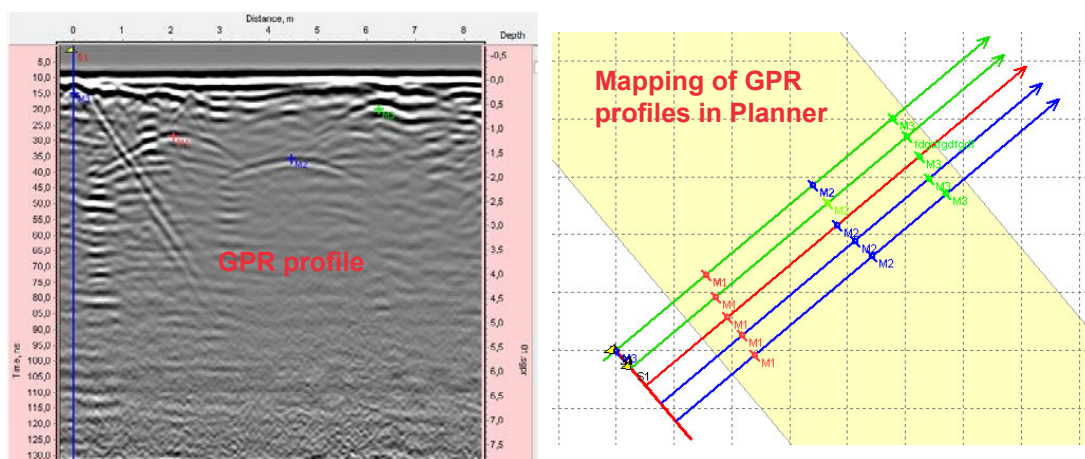 Distance, m
0 1 2 3 4 5 6 7 8
Depth
5,0
10,0
15,0
20,0
25,0
30,0
35,0
40,0
45,0
50,0
55,0
60,0
65,0
70,0
75,0
80,0
85,0
90,0
95,0
100,0
105,0
110,0
115,0
120,0
125,0
130,0
Time, ns
S1
M1
M2
GPR profile
-0,5
0,0
0,5
1,0
1,5
2,0
2,5
3,0
3,5
4,0
4,5
5,0
5,5
6,0
6,5
7,0
7,5
Mapping of GPR
profiles in Planner
M3
M3
M3
M3
M2
M2
M2
M2
M2
M1
M1
M1
M1
M1
M3
S1